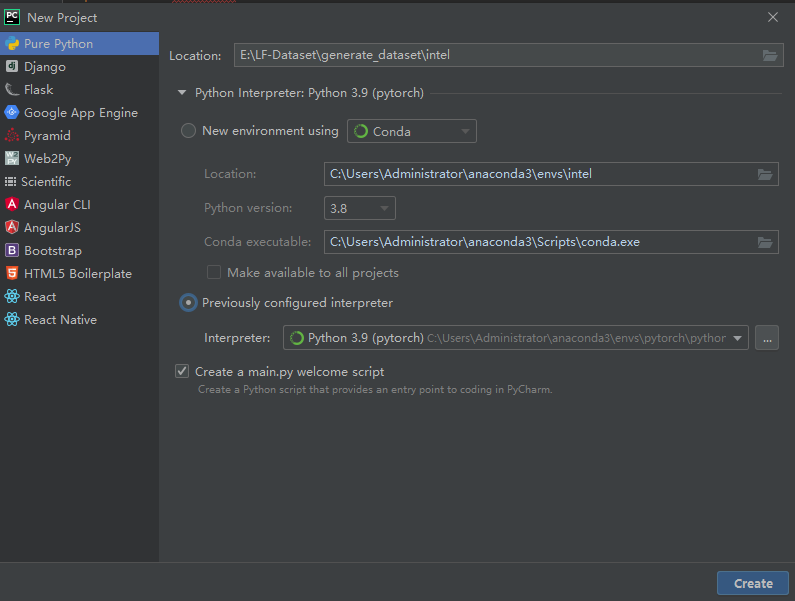 New Project
Pure Python
Django
Flask
Google App Engine
Pyramid
Web2Py
Scientific
Angular CLI
AngularJS
Bootstrap
HTML5 Boilerplate
React
React Native
Location: E:\LF-Dataset\generate_dataset\intel
Python Interpreter: Python 3.9 (pytorch)
New environment using Conda
Location: C:\Users\Administrator\anaconda3\envs\intel
Python version: 3.8
Conda executable: C:\Users\Administrator\anaconda3\Scripts\conda.exe
Make available to all projects
Previously configured interpreter
Interpreter: Python 3.9 (pytorch) C:\Users\Administrator\anaconda3\envs\pytorch\python
...
Create a main.py welcome script
Create a Python script that provides an entry point to coding in PyCharm.
Create